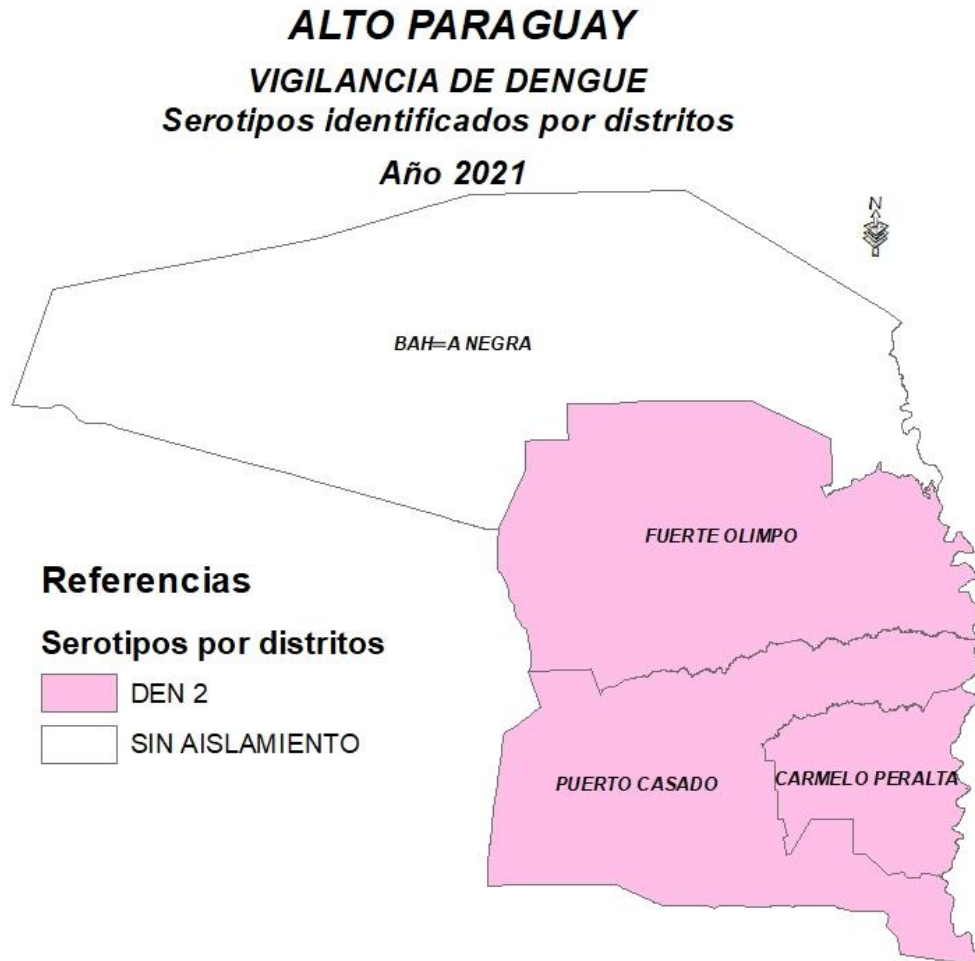 ALTO PARAGUAY
VIGILANCIA DE DENGUE
Serotipos identificados por distritos
Año 2021
N
BAH=A NEGRA
FUERTE OLIMPO
Referencias
Serotipos por distritos
DEN 2
SIN AISLAMIENTO
PUERTO CASADO
CARMELO PERALTA